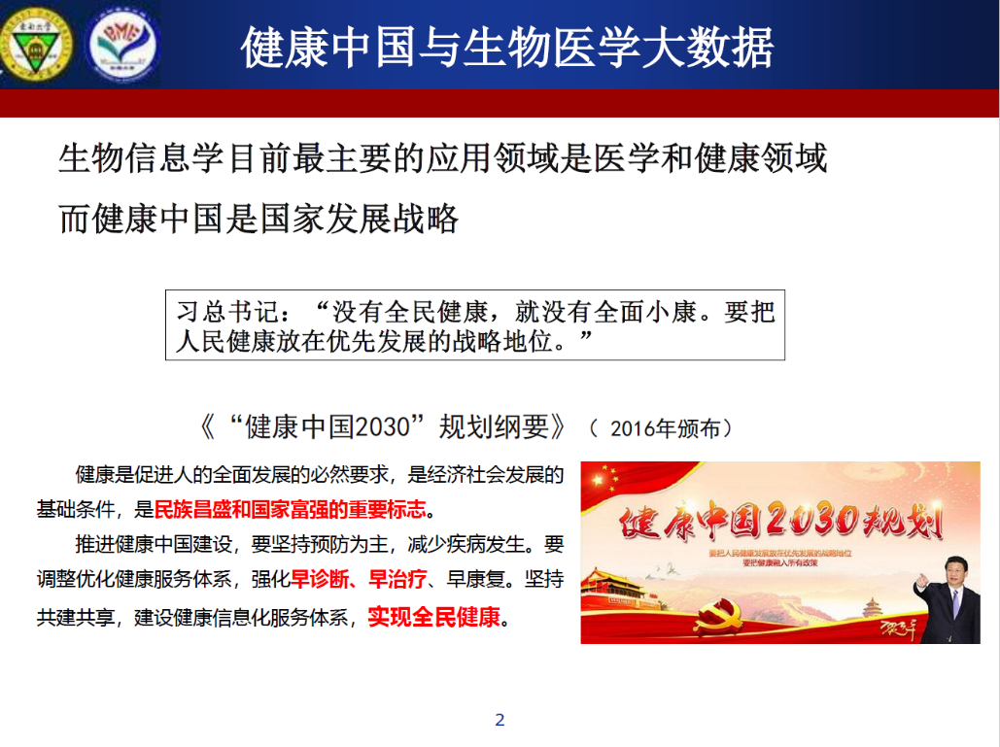 健康中国与生物医学大数据
生物信息学目前最主要的应用领域是医学和健康领域
而健康中国是国家发展战略
习总书记：“没有全民健康，就没有全面小康。要把
人民健康放在优先发展的战略地位。”
《“健康中国2030”规划纲要》（ 2016年颁布）
健康是促进人的全面发展的必然要求，是经济社会发展的
基础条件，是民族昌盛和国家富强的重要标志。
推进健康中国建设，要坚持预防为主，减少疾病发生。要
调整优化健康服务体系，强化早诊断、早治疗、早康复。坚持
共建共享，建设健康信息化服务体系，实现全民健康。
健康中国2030规划
要把人民健康发展放在优先发展的战略地位
要把健康融入所有政策
BME
2